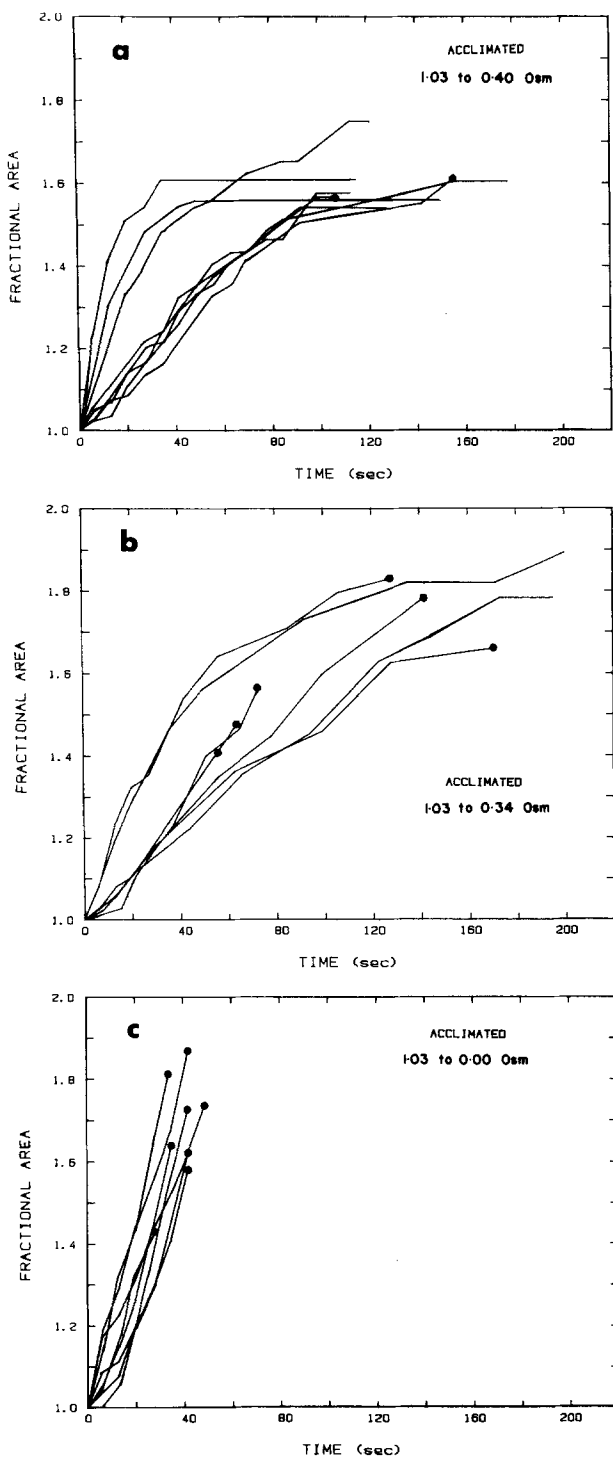 2.0
a
ACCLIMATED
1.03 to 0.40 Osm
1.8
1.6
1.4
1.2
1.0
FRACTIONAL AREA
0 40 80 120 160 200
TIME (sec)
2.0
b
1.8
1.6
1.4
1.2
1.0
FRACTIONAL AREA
ACCLIMATED
1.03 to 0.34 Osm
0 40 80 120 160 200
TIME (sec)
2.0
c
ACCLIMATED
1.03 to 0.00 Osm
1.8
1.6
1.4
1.2
1.0
FRACTIONAL AREA
0 40 80 120 160 200
TIME (sec)